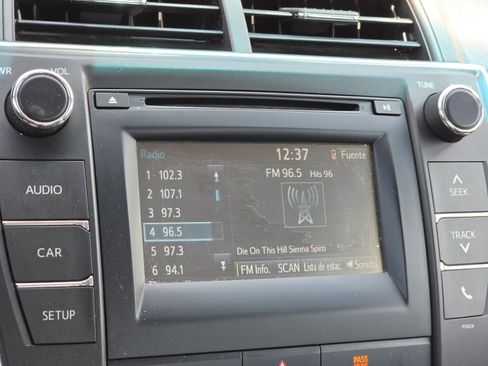 PWR VOL
TUNE
Radio 12:37 Fuente
1 102.3 FM 96.5 Hits 96
2 107.1
3 97.3
4 96.5
5 97.3 Die On This Hill Sienna Spiro
6 94.1 FM Info. SCAN Lista de estac. Sonido
AUDIO
CAR
SETUP
SEEK
TRACK
PASS